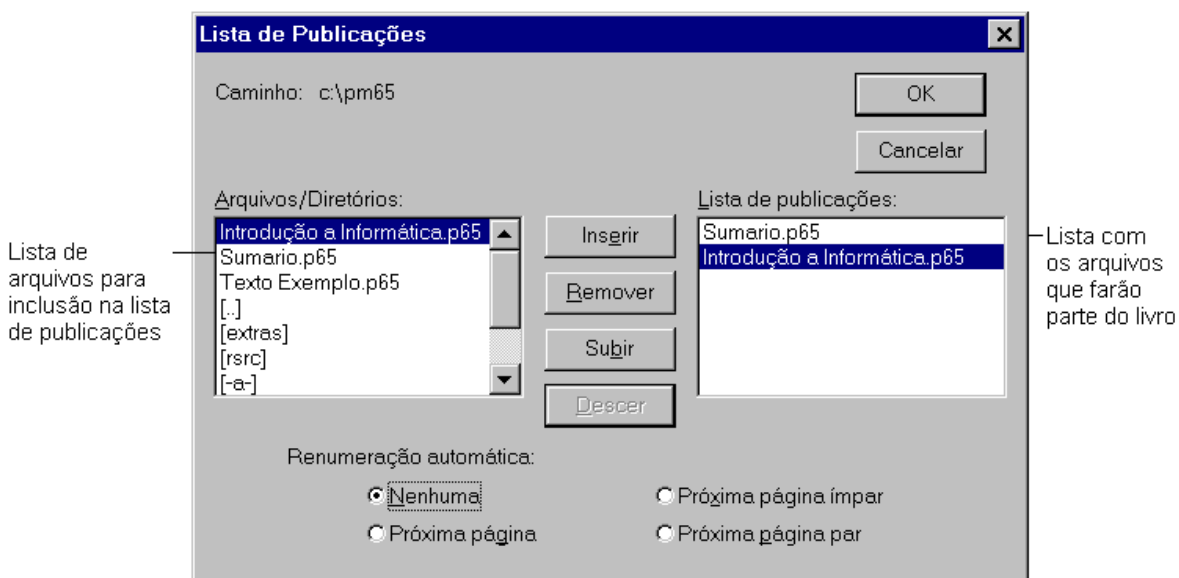 Lista de Publicações
Caminho: c:\pm65
OK
Cancelar
Arquivos/Diretórios:
Introdução a Informática.p65
Sumario.p65
Texto Exemplo.p65
[..]
[extras]
[rsrc]
[-a-]
Inserir
Remover
Subir
Descer
Lista de publicações:
Sumario.p65
Introdução a Informática.p65
Lista de
arquivos para
inclusão na lista
de publicações
Lista com
os arquivos
que farão
parte do livro
Renumeração automática:
Nenhuma
Próxima página ímpar
Próxima página
Próxima página par